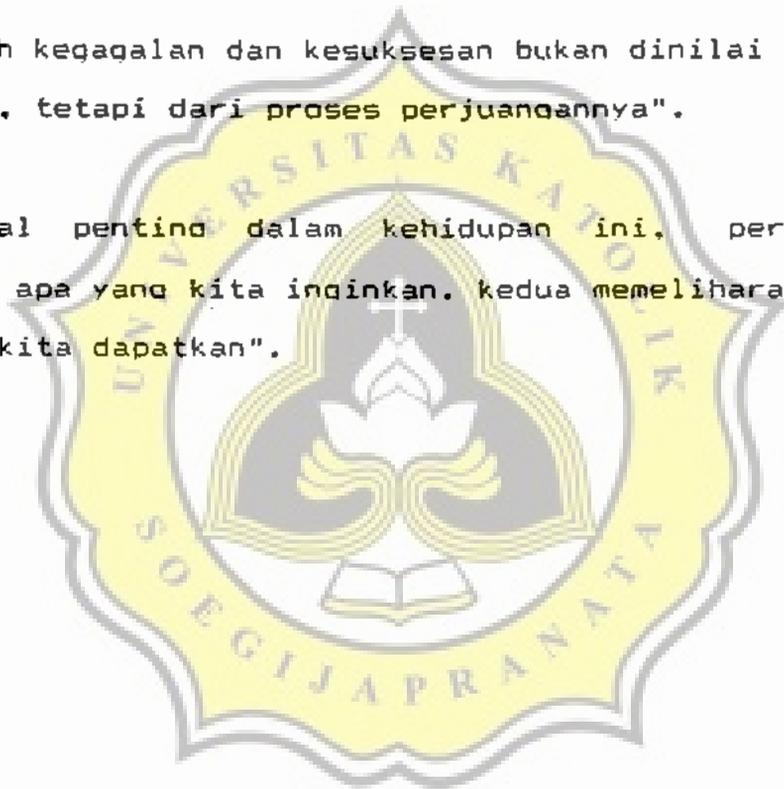 h kegagalan dan kesuksesan bukan dinilai
. tetapi dari proses perjuangannya".
al penting dalam kehidupan ini. per
apa yang kita inginkan. kedua memelihara
kita dapatkan".
UNIVERSITAS KATOLIK
SOEGIJAPRANATA